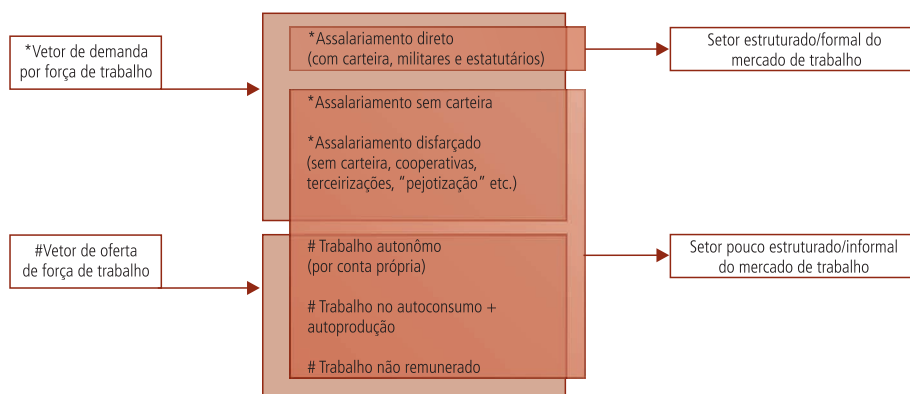 *Vetor de demanda
por força de trabalho
*Assalariamento direto
(com carteira, militares e estatutários)
Setor estruturado/formal do
mercado de trabalho
*Assalariamento sem carteira
*Assalariamento disfarçado
(sem carteira, cooperativas,
terceirizações, “pejotização” etc.)
#Vetor de oferta
de força de trabalho
# Trabalho autonômo
(por conta própria)
# Trabalho no autoconsumo +
autoprodução
# Trabalho não remunerado
Setor pouco estruturado/informal
do mercado de trabalho